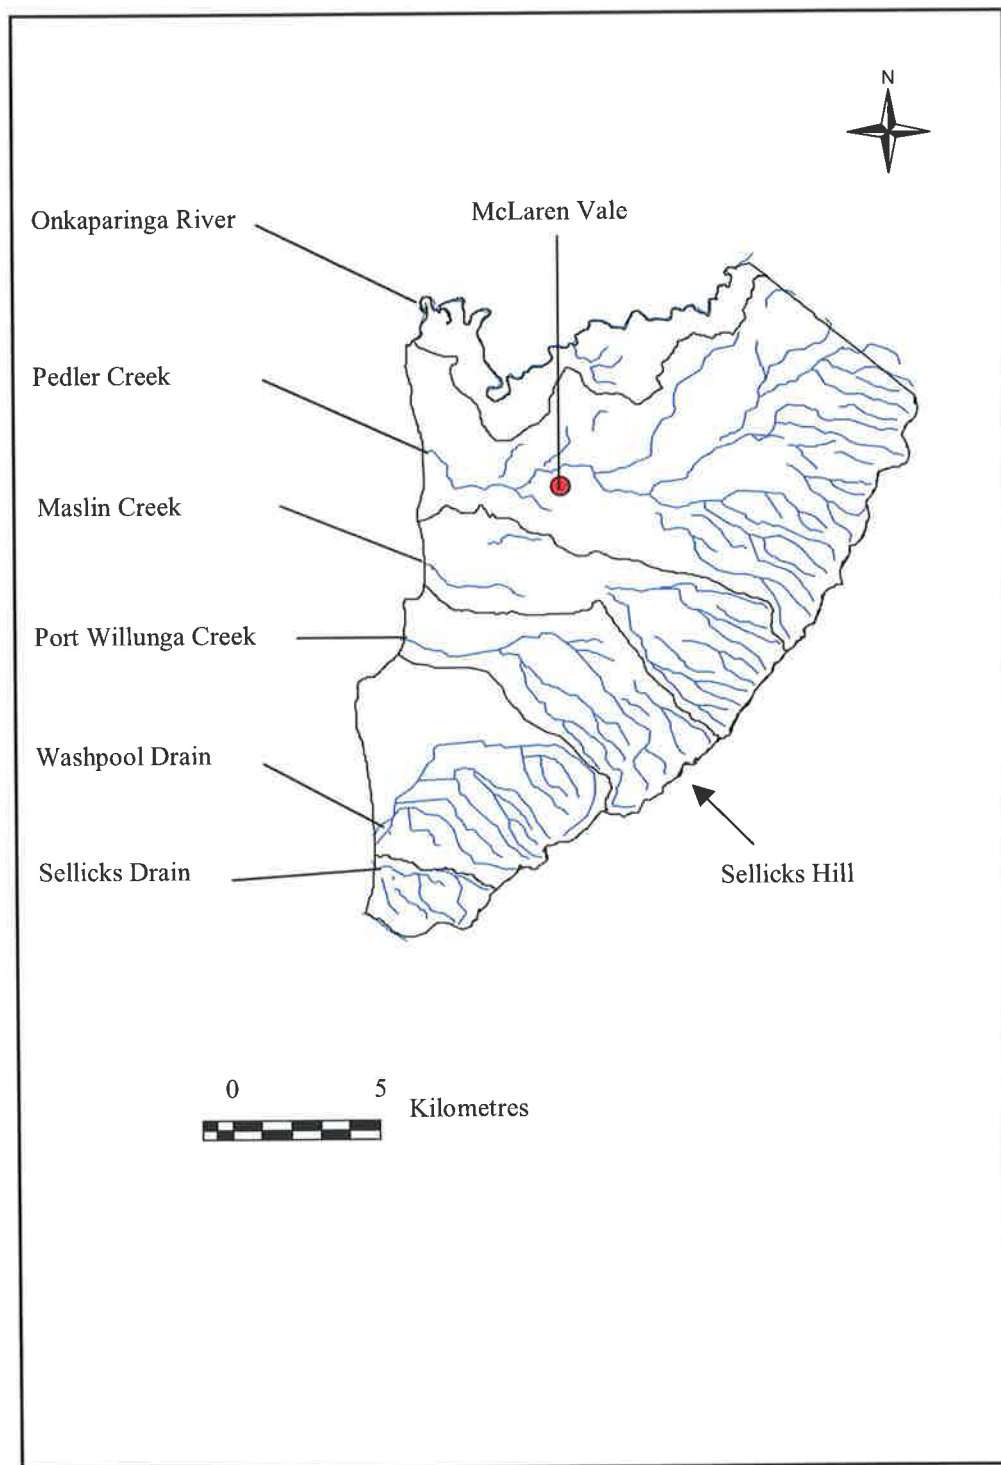 N
McLaren Vale
Onkaparinga River
Pedler Creek
Maslin Creek
Port Willunga Creek
Washpool Drain
Sellicks Drain
Sellicks Hill
0 5
Kilometres